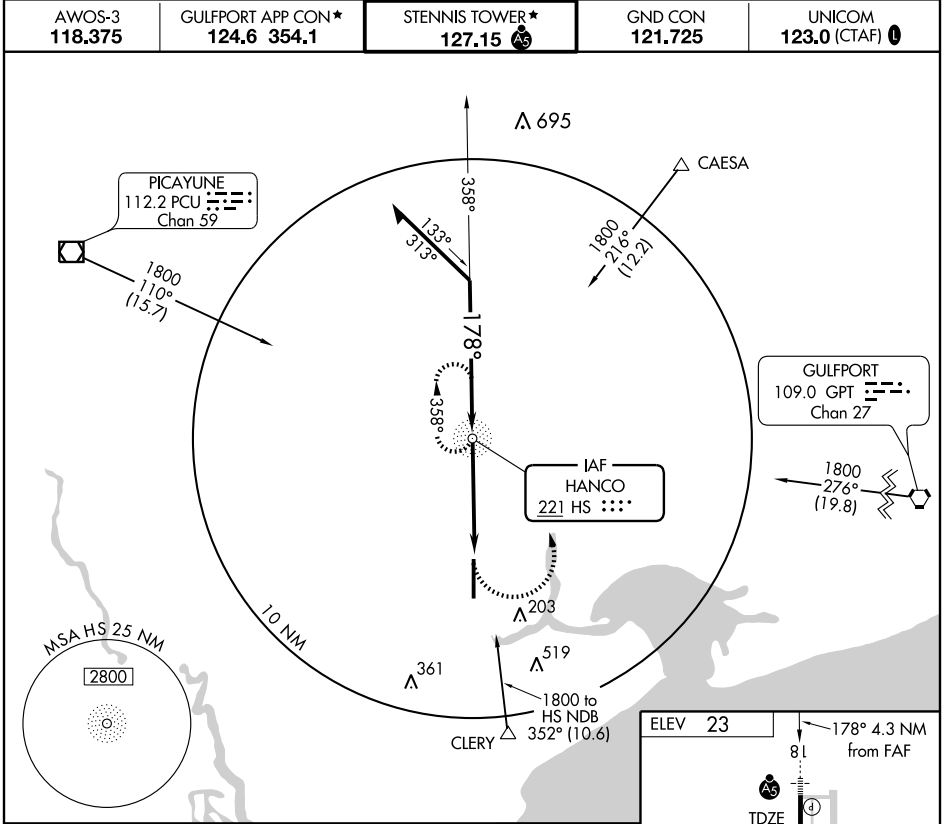 AWOS-3
118.375
GULFPORT APP CON★
124.6 354.1
STENNIS TOWER★
127.15 A5
GND CON
121.725
UNICOM
123.0 (CTAF) L
695
358°
CAESA
PICAYUNE
112.2 PCU
Chan 59
133°
313°
1800
216°
(12.2)
1800
110°
(15.7)
178°
GULFPORT
109.0 GPT
Chan 27
358°
IAF
HANCO
221 HS
1800
276°
(19.8)
203
10 NM
MSA HS 25 NM
2800
361
519
1800 to
HS NDB
352° (10.6)
CLERY
ELEV 23
178° 4.3 NM
from FAF
18
A5
P
TDZE